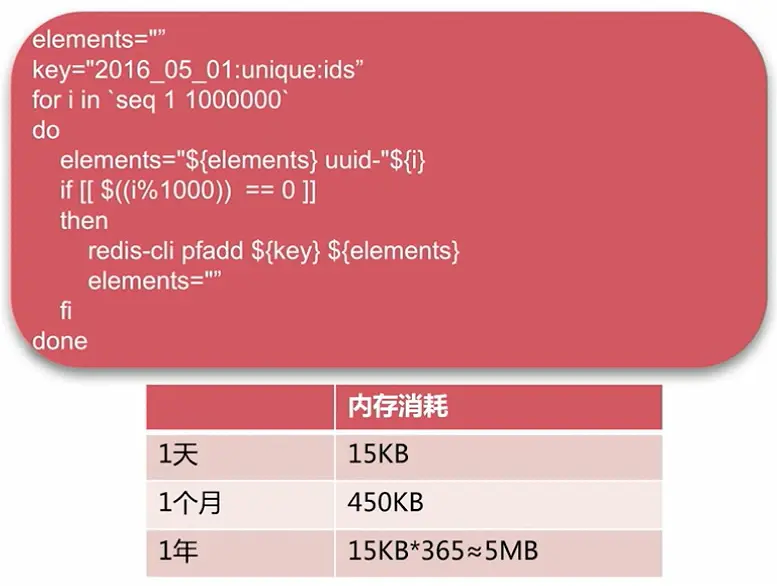 elements="”
key="2016_05_01:unique:ids”
for i in `seq 1 1000000`
do
elements="${elements} uuid-"${i}
if [[ $((i%1000))  == 0 ]]
then
redis-cli pfadd ${key} ${elements}
elements="”
fi
done
内存消耗
1天 15KB
1个月 450KB
1年 15KB*365≈5MB